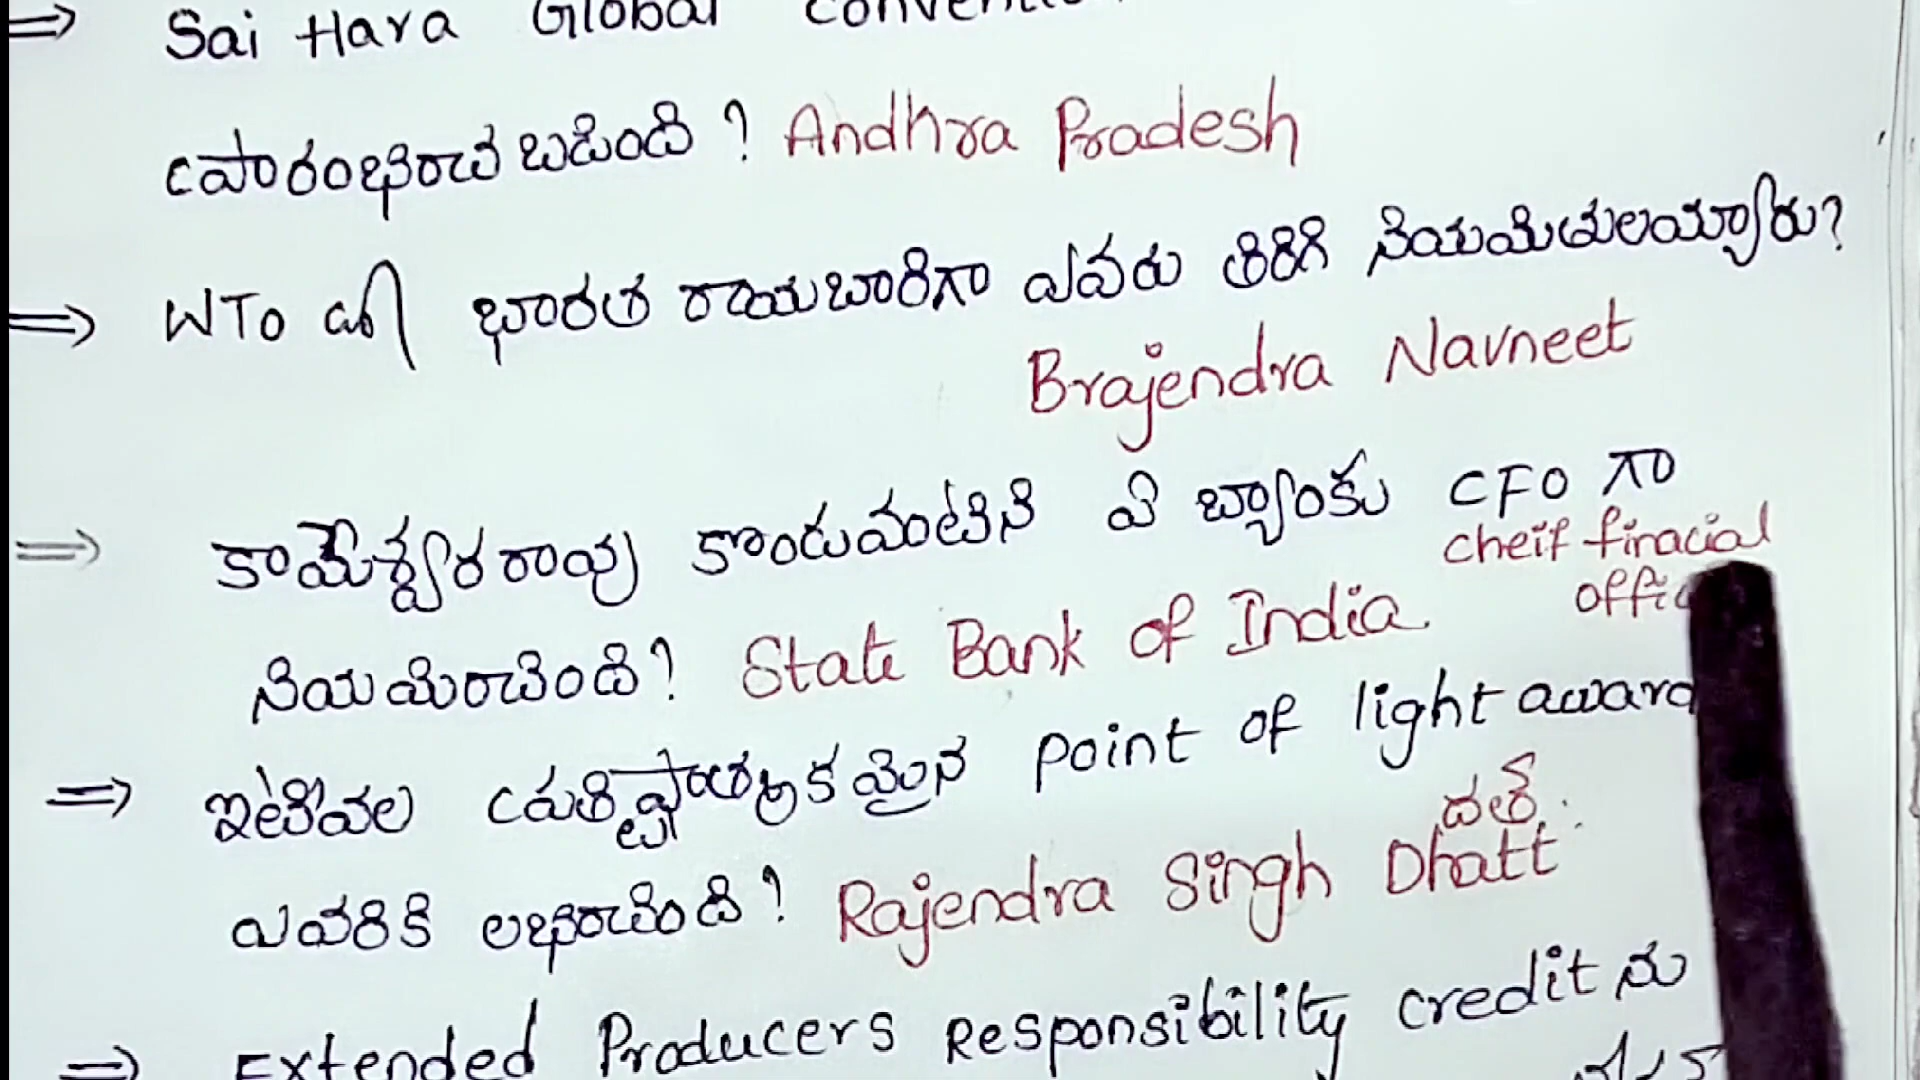 ⇒ Sai Hara Global
ప్రారంభించబడింది ? Andhra Pradesh
⇒ WTO కి భారత రాయబారిగా ఎవరు తిరిగి నియమితులయ్యారు?
Brajendra Navneet
⇒ కామేశ్వరరావు కొండువంటిని ఏ బ్యాంకు CFO గా
cheif finacial
నియమించింది? State Bank of India
⇒ ఇటీవల ప్రతిష్ఠాత్మకమైన point of light award
దత్
ఎవరికి లభించింది? Rajendra Singh Dhatt
⇒ Extended Producers Responsibility credit ను